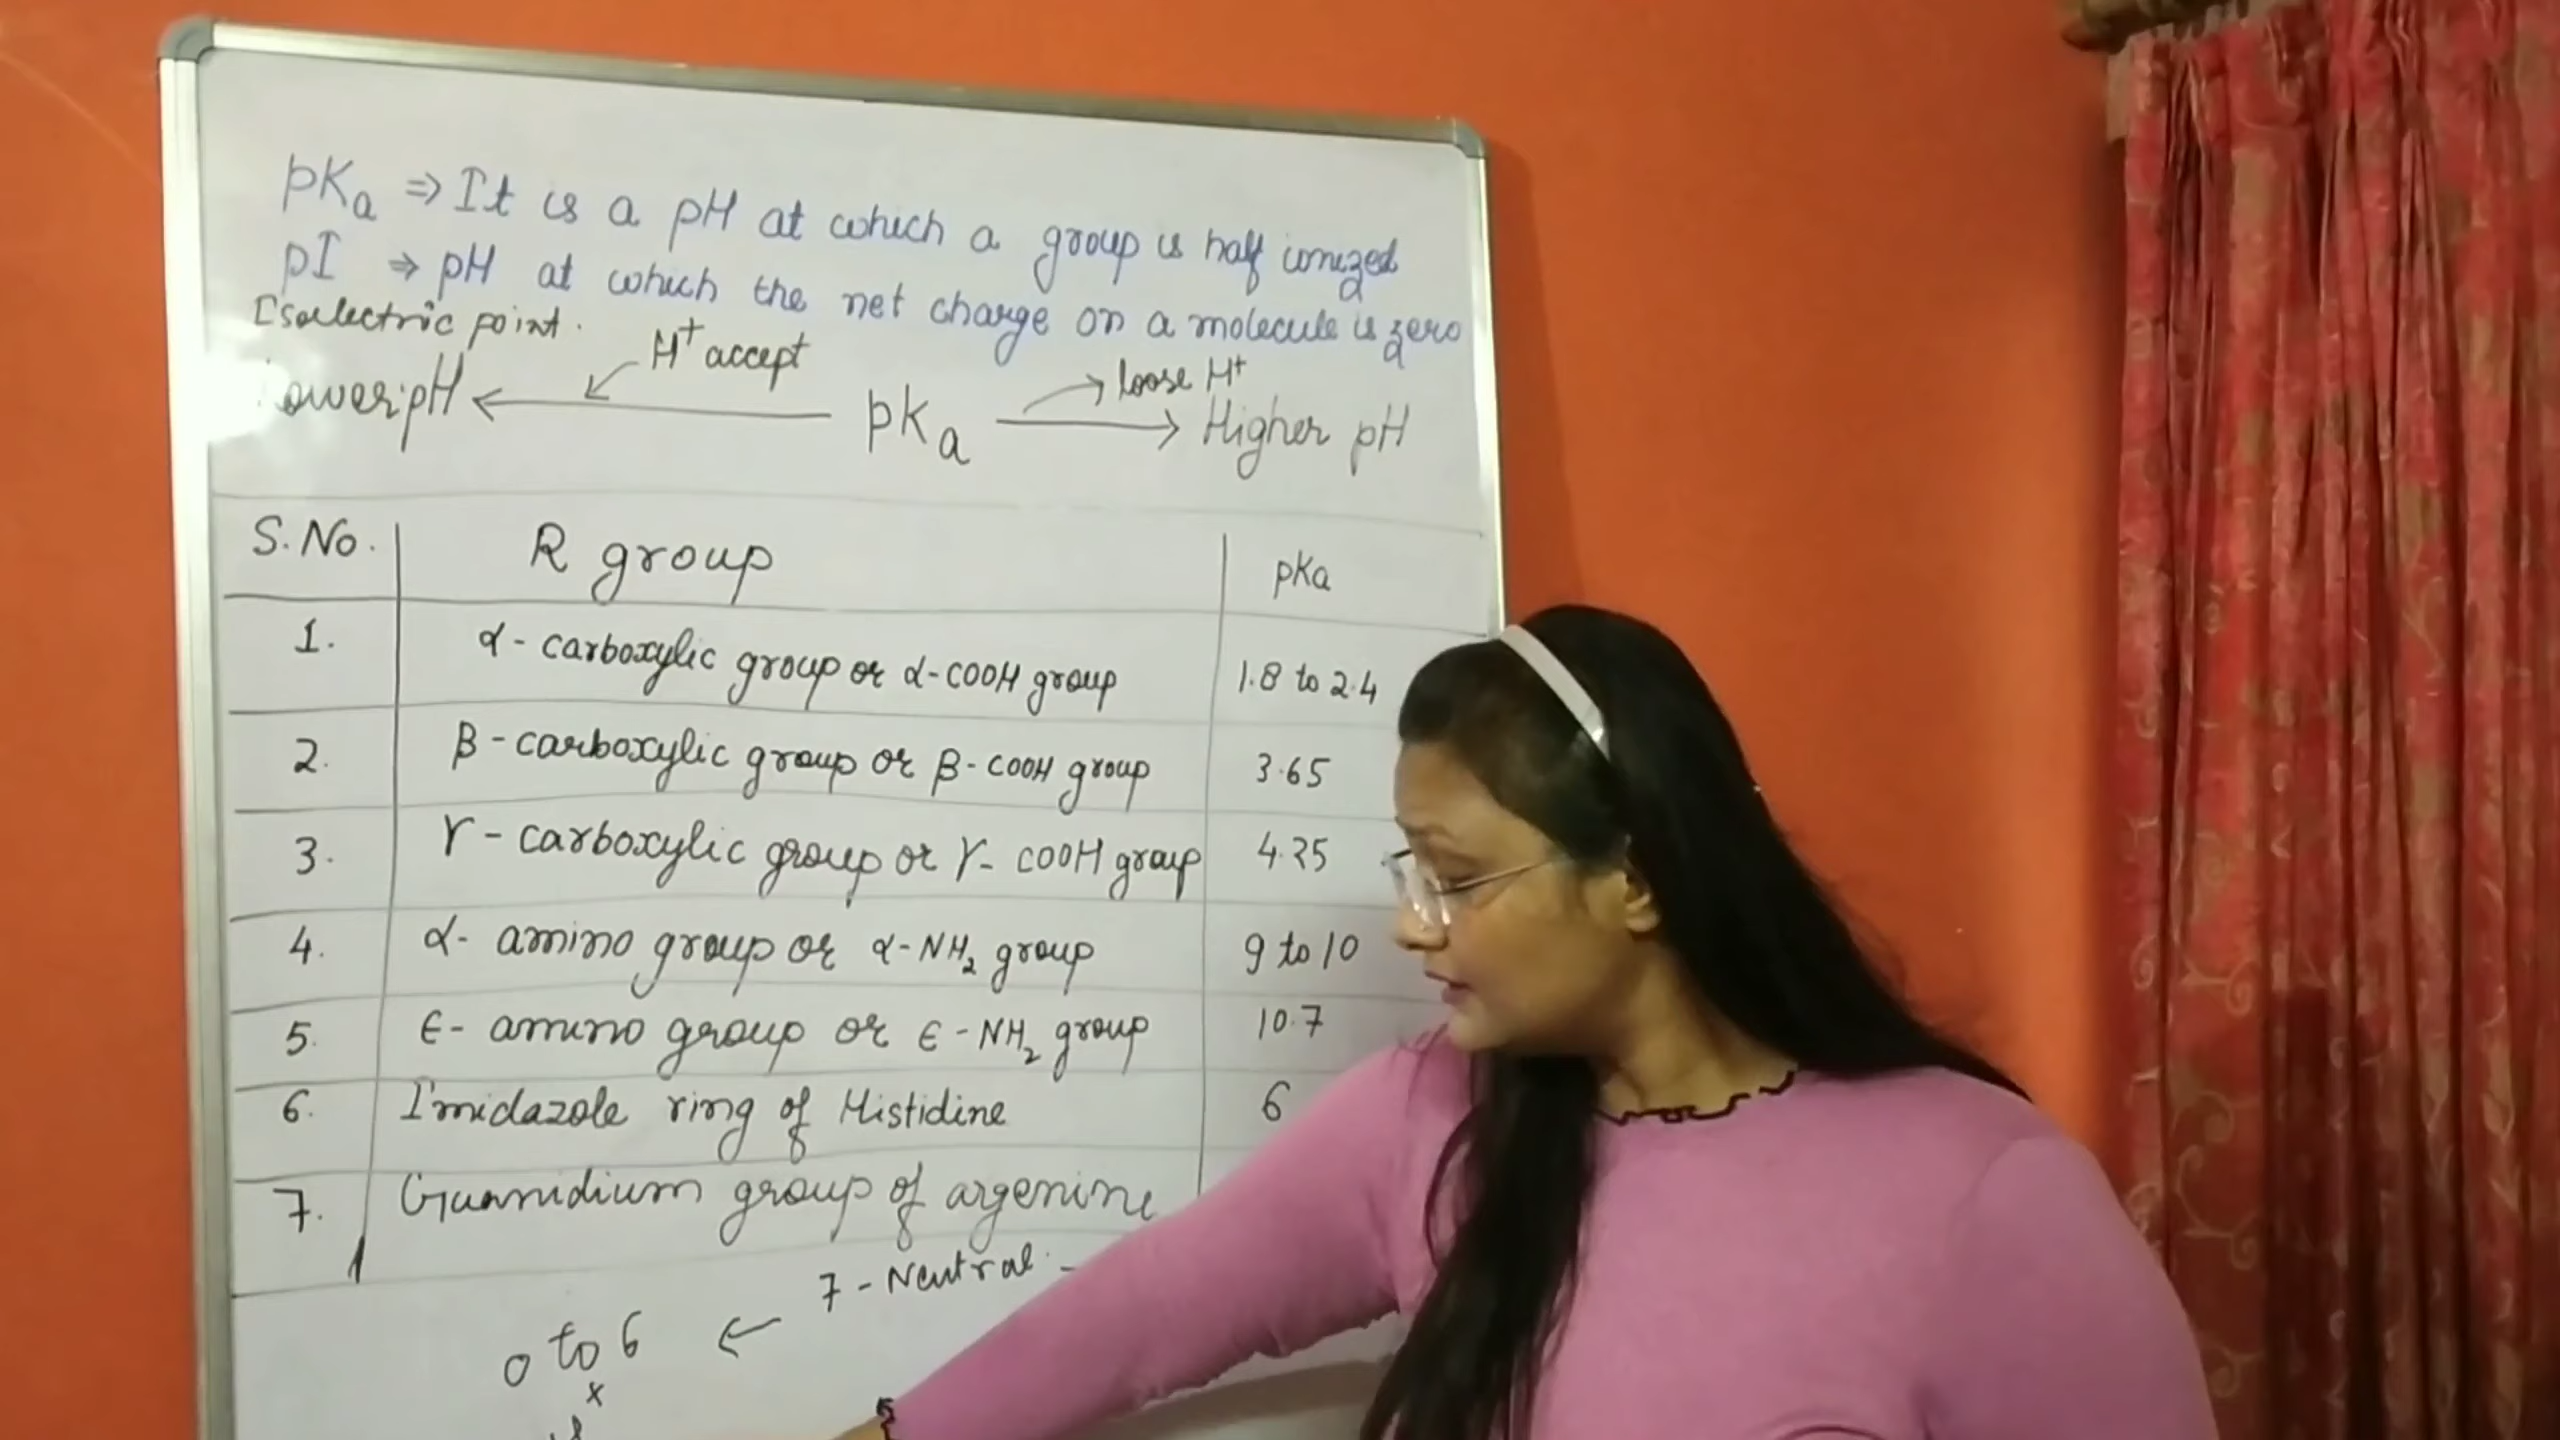 pKa ⇒ It is a pH at which a group is half ionized
pI ⇒ pH at which the net charge on a molecule is zero
Isoelectric point.
H⁺ accept
loose H⁺
Lower pH ← pKa → Higher pH
S.No. R group pKa
1. α- carboxylic group or α-COOH group 1.8 to 2.4
2. β-carboxylic group or β-COOH group 3.65
3. γ-carboxylic group or γ-COOH group 4.25
4. α- amino group or α-NH₂ group 9 to 10
5. ε- amino group or ε-NH₂ group 10.7
6. Imidazole ring of Histidine 6
7. Guanidium group of argenine
7 - Neutral -
0 to 6 ←